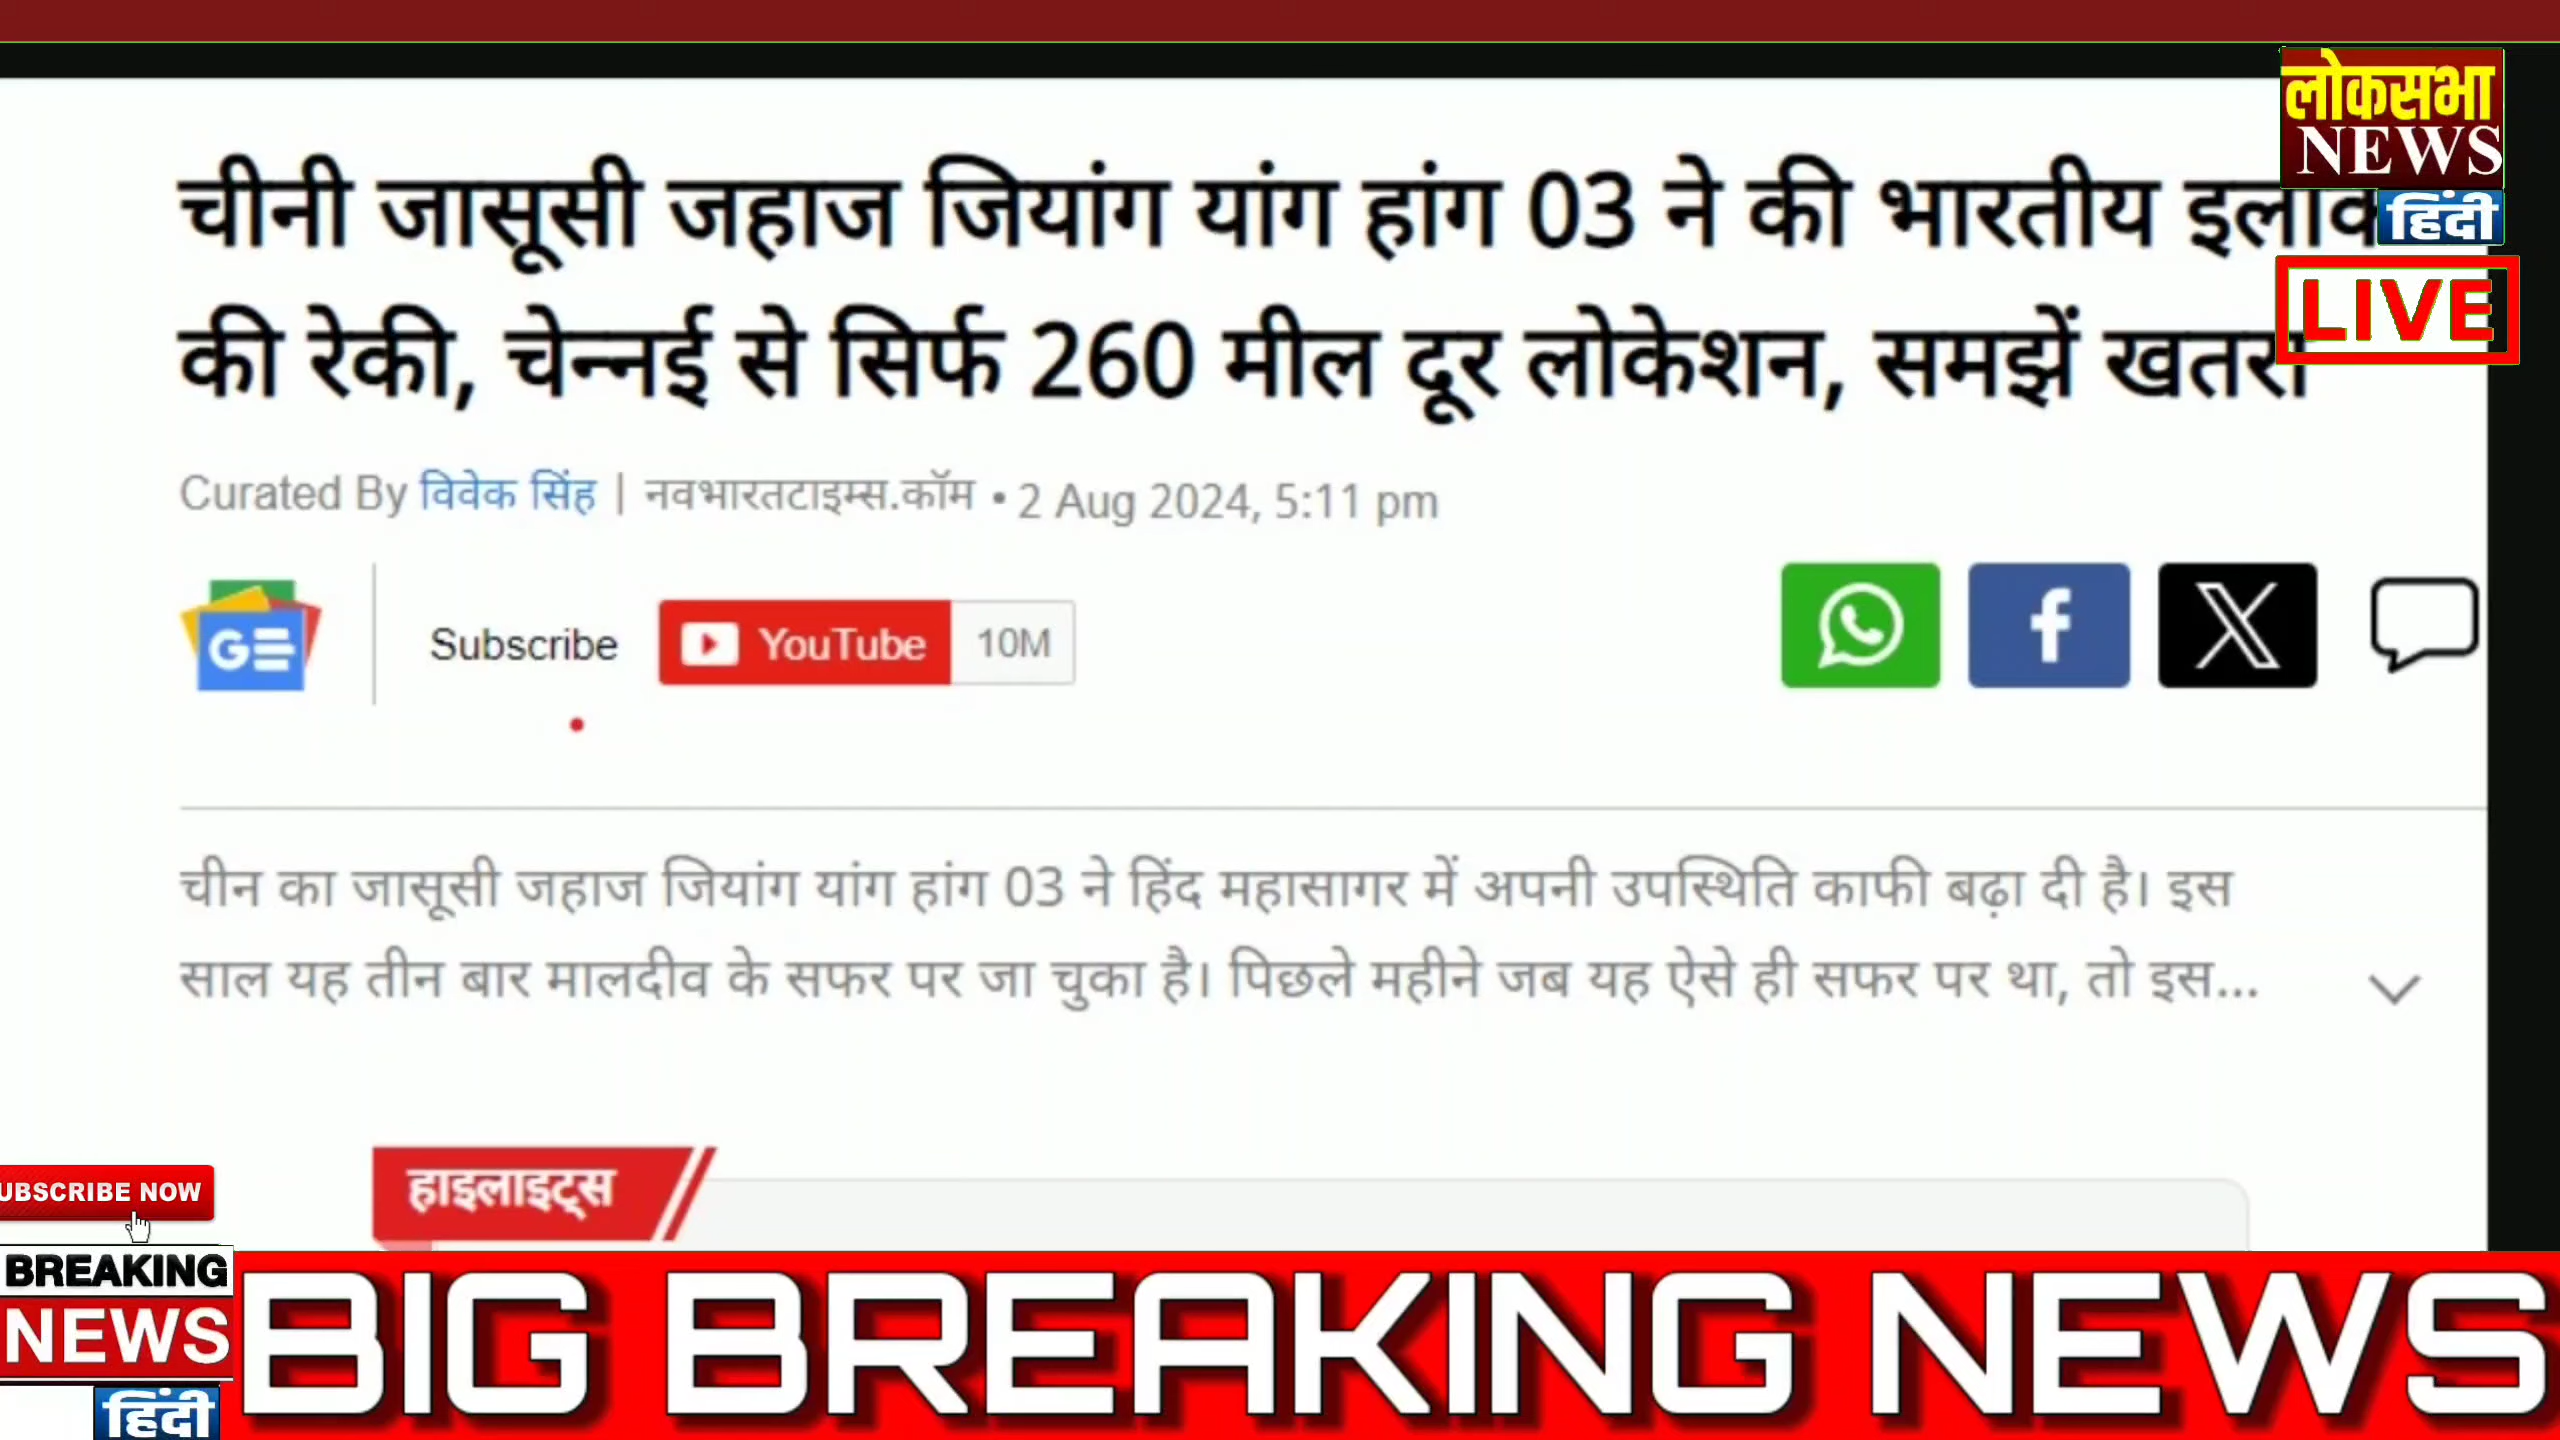 लोकसभा
NEWS
हिंदी
LIVE
चीनी जासूसी जहाज जियांग यांग हांग 03 ने की भारतीय
की रेकी, चेन्नई से सिर्फ 260 मील दूर लोकेशन, समझें खतरा
Curated By विवेक सिंह | नवभारतटाइम्स.कॉम • 2 Aug 2024, 5:11 pm
GE
Subscribe YouTube 10M
f X
चीन का जासूसी जहाज जियांग यांग हांग 03 ने हिंद महासागर में अपनी उपस्थिति काफी बढ़ा दी है। इस
साल यह तीन बार मालदीव के सफर पर जा चुका है। पिछले महीने जब यह ऐसे ही सफर पर था, तो इस...
हाइलाइट्स
UBSCRIBE NOW
BREAKING
NEWS
हिंदी
BIG BREAKING NEWS